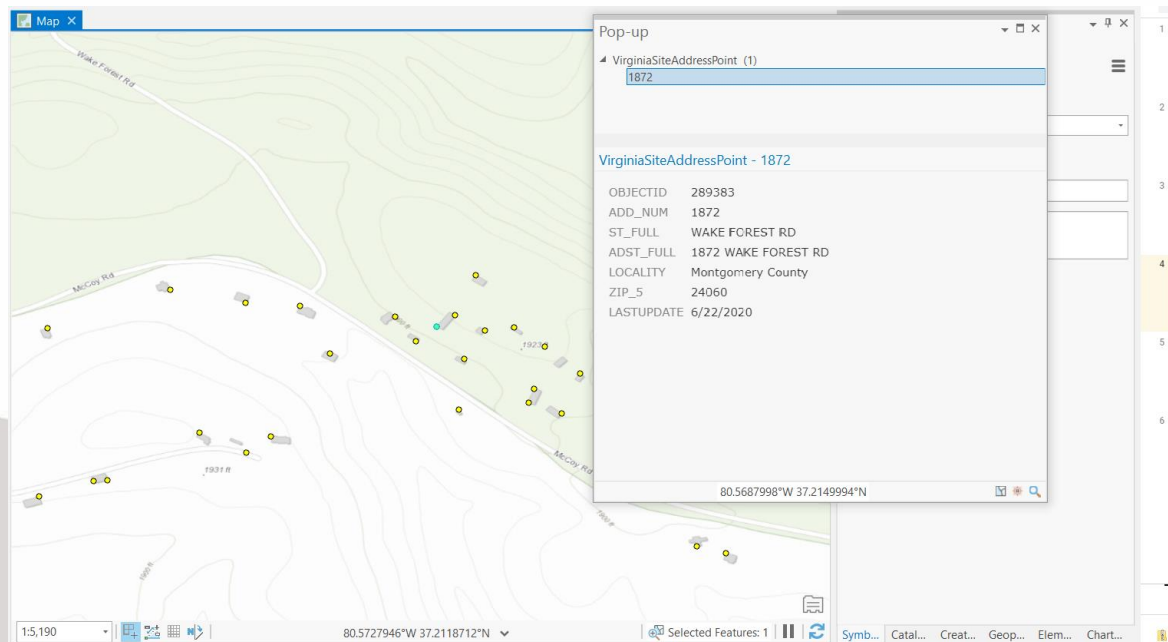 Map
Wake Forest Rd
McCoy Rd
1923 ft
McCoy Rd
1931 ft
1900 ft
1:5,190
80.5727946°W 37.2118712°N
Selected Features: 1
Pop-up
VirginiaSiteAddressPoint (1)
1872
VirginiaSiteAddressPoint - 1872
OBJECTID 289383
ADD_NUM 1872
ST_FULL WAKE FOREST RD
ADST_FULL 1872 WAKE FOREST RD
LOCALITY Montgomery County
ZIP_5 24060
LASTUPDATE 6/22/2020
80.5687998°W 37.2149994°N
Symb... Catal... Creat... Geop... Elem... Chart...
1
2
3
4
5
6